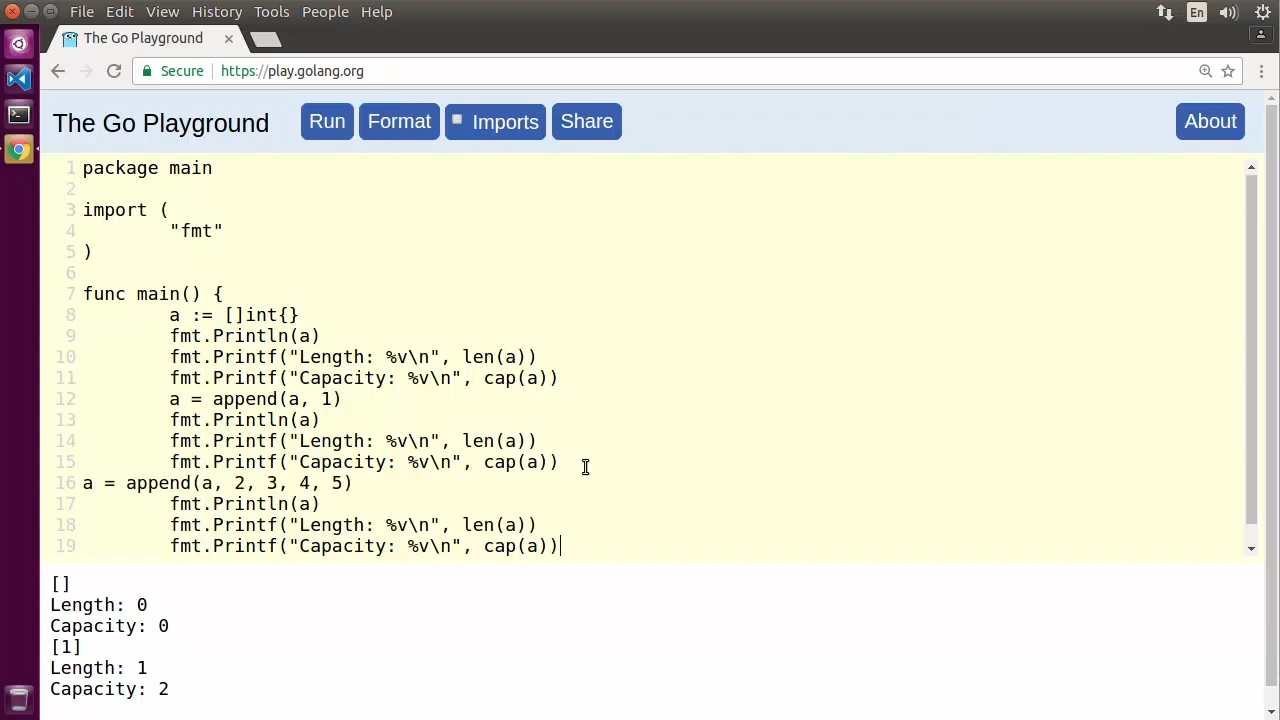 File Edit View History Tools People Help
En
The Go Playground
Secure https://play.golang.org
The Go Playground Run Format Imports Share About
1 package main
2
3 import (
4 "fmt"
5 )
6
7 func main() {
8 a := []int{}
9 fmt.Println(a)
10 fmt.Printf("Length: %v\n", len(a))
11 fmt.Printf("Capacity: %v\n", cap(a))
12 a = append(a, 1)
13 fmt.Println(a)
14 fmt.Printf("Length: %v\n", len(a))
15 fmt.Printf("Capacity: %v\n", cap(a))
16 a = append(a, 2, 3, 4, 5)
17 fmt.Println(a)
18 fmt.Printf("Length: %v\n", len(a))
19 fmt.Printf("Capacity: %v\n", cap(a))
[]
Length: 0
Capacity: 0
[1]
Length: 1
Capacity: 2